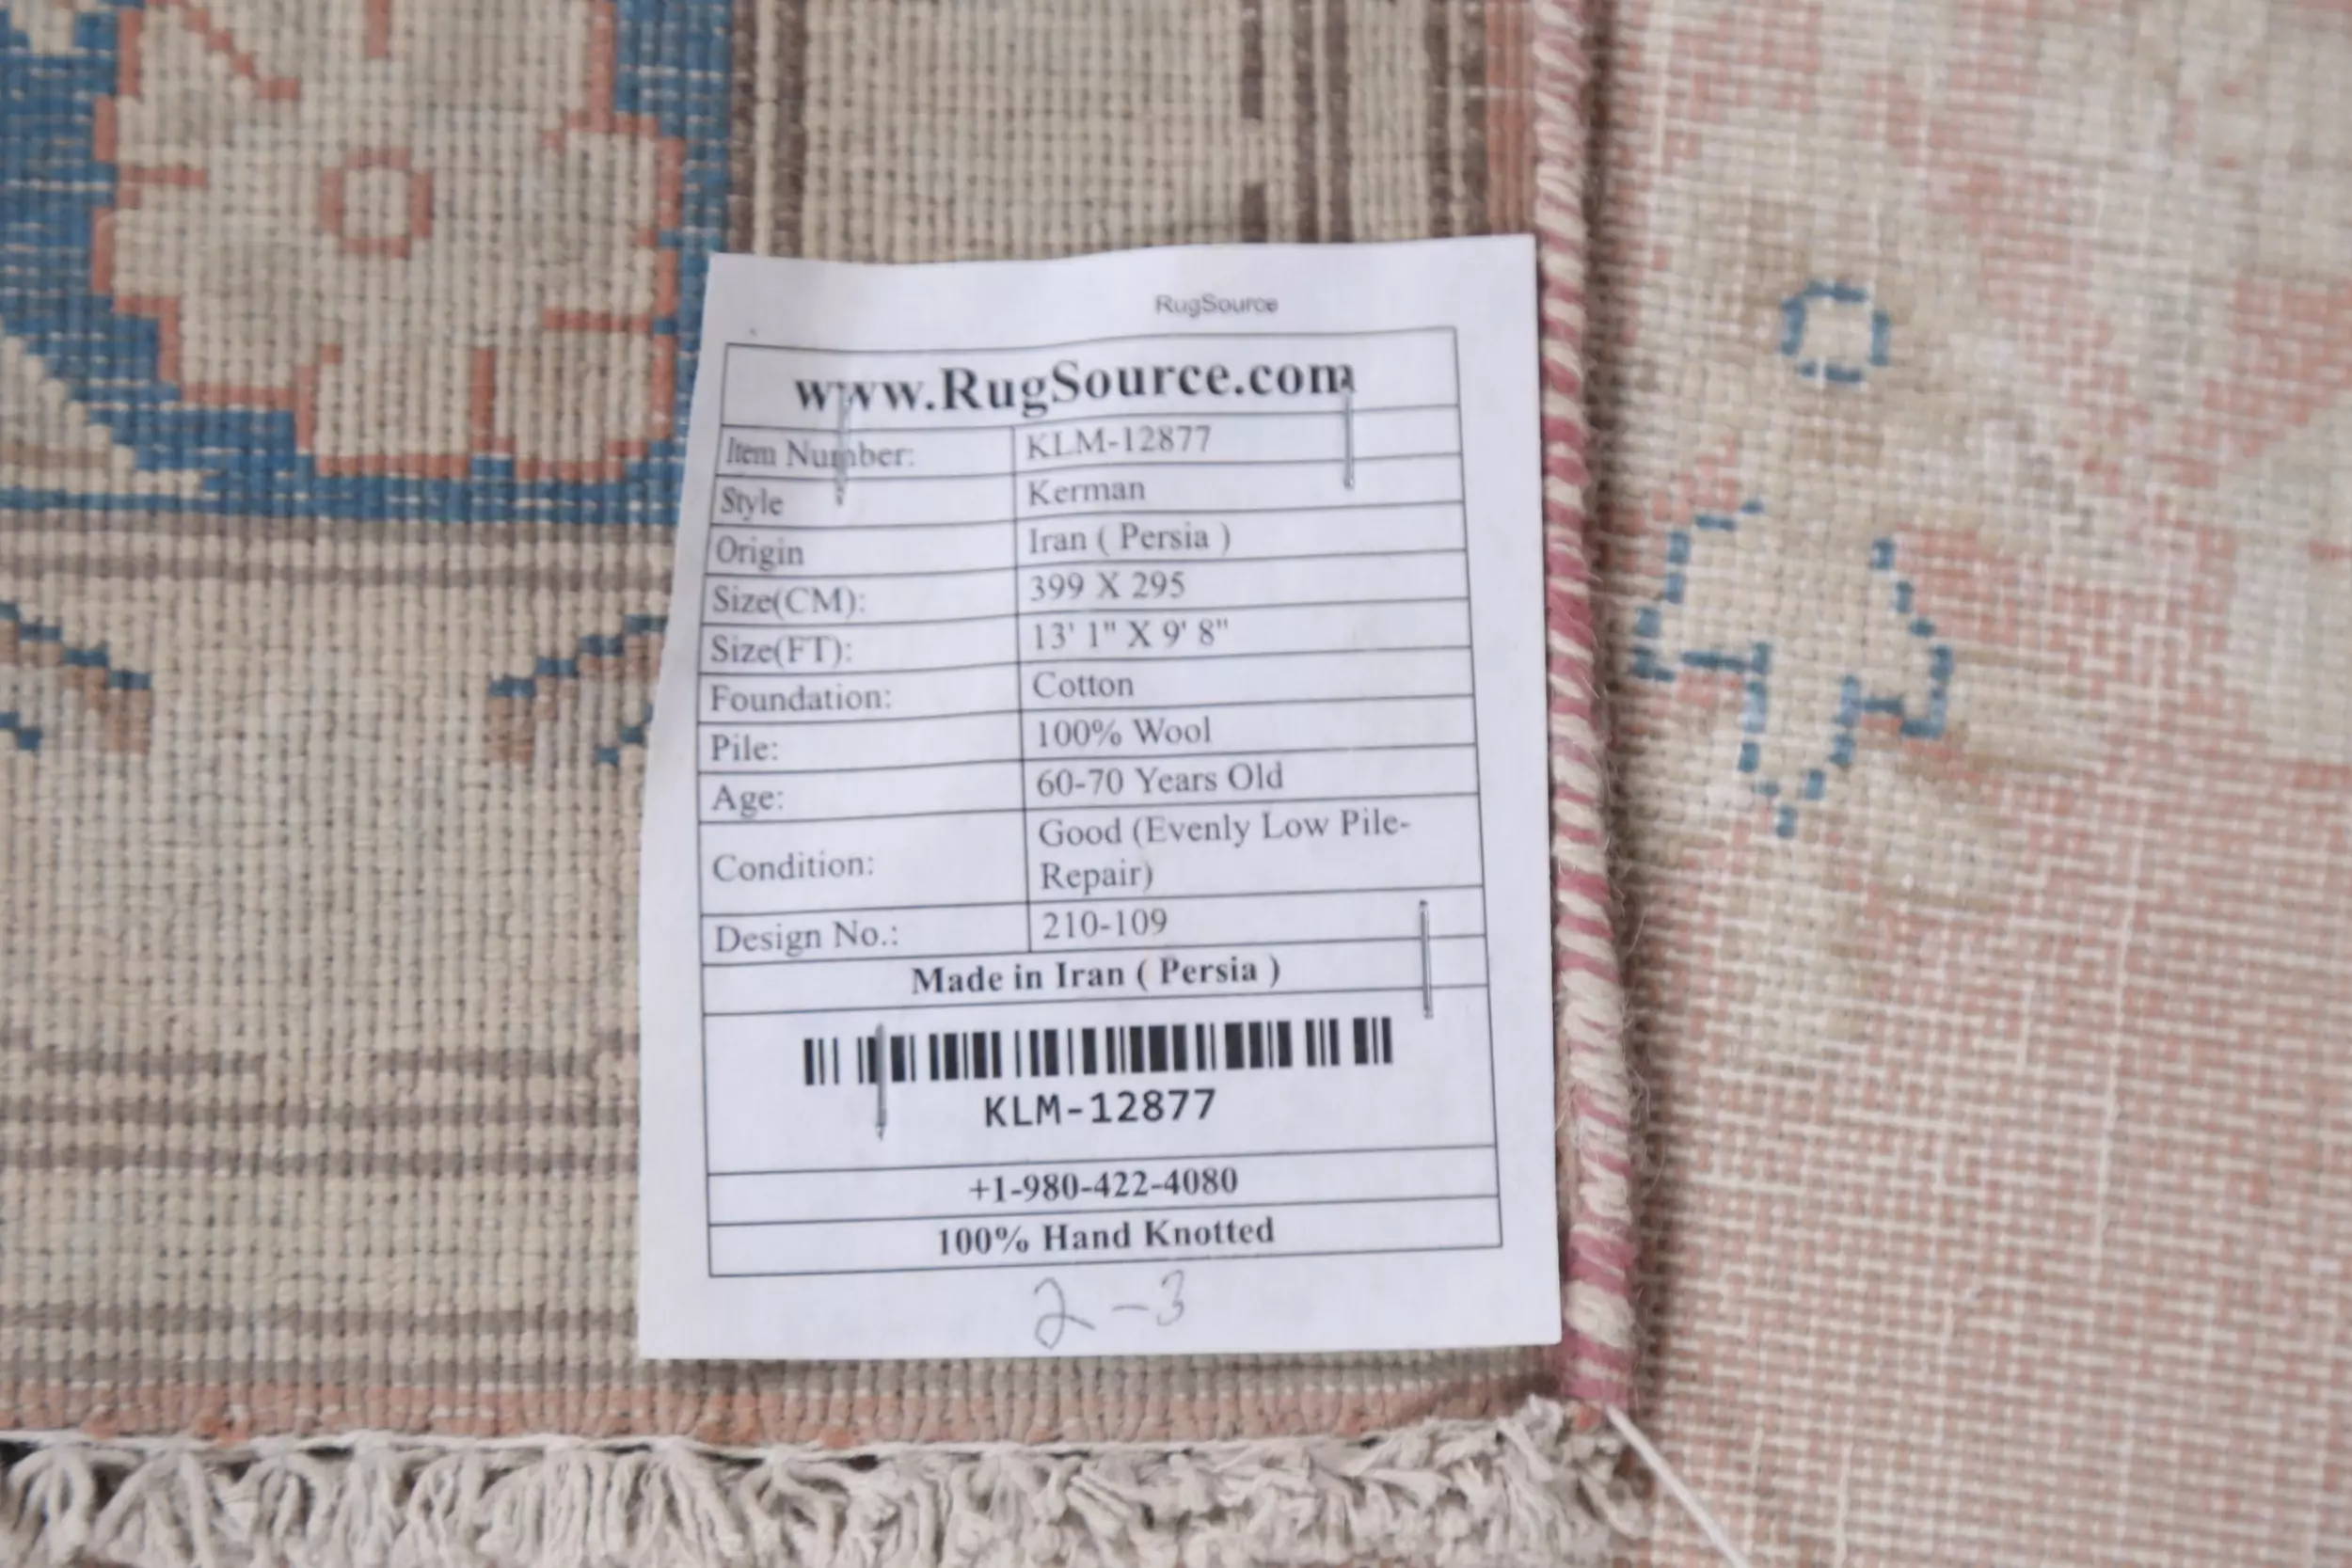 RugSource
www.RugSource.com
Item Number: KLM-12877
Style Kerman
Origin Iran ( Persia )
Size(CM): 399 X 295
Size(FT): 13' 1" X 9' 8"
Foundation: Cotton
Pile: 100% Wool
Age: 60-70 Years Old
Condition: Good (Evenly Low Pile-
Repair)
Design No.: 210-109
Made in Iran ( Persia )
KLM-12877
+1-980-422-4080
100% Hand Knotted
2-3